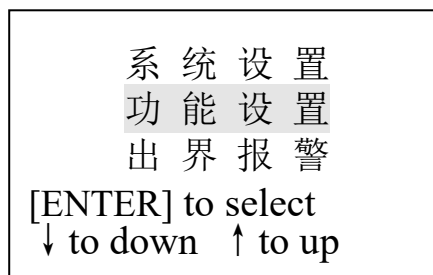 系统设置
功能设置
出界报警
[ENTER] to select
↓ to down ↑ to up